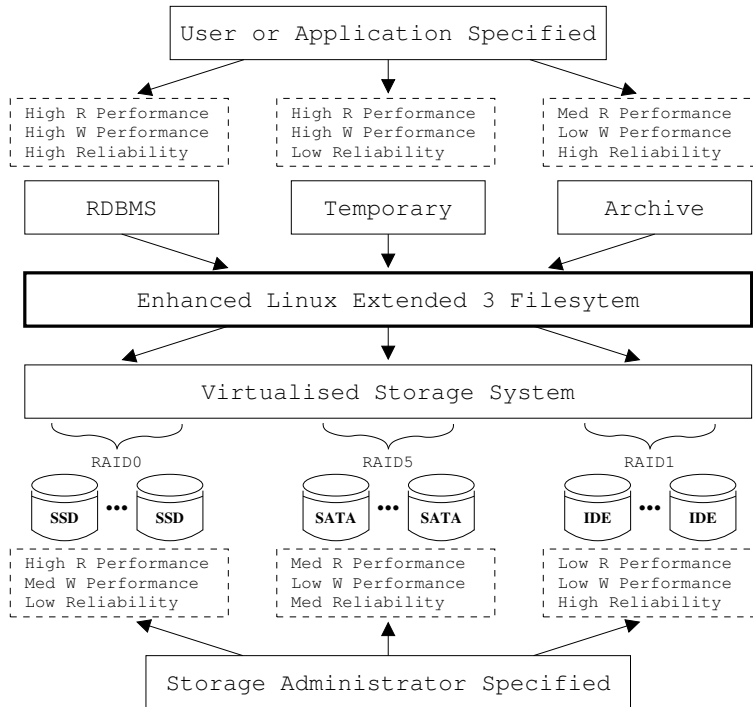 User or Application Specified
High R Performance
High W Performance
High Reliability
High R Performance
High W Performance
Low Reliability
Med R Performance
Low W Performance
High Reliability
RDBMS
Temporary
Archive
Enhanced Linux Extended 3 Filesytem
Virtualised Storage System
RAID0
RAID5
RAID1
SSD ••• SSD
SATA ••• SATA
IDE ••• IDE
High R Performance
Med W Performance
Low Reliability
Med R Performance
Low W Performance
Med Reliability
Low R Performance
Low W Performance
High Reliability
Storage Administrator Specified